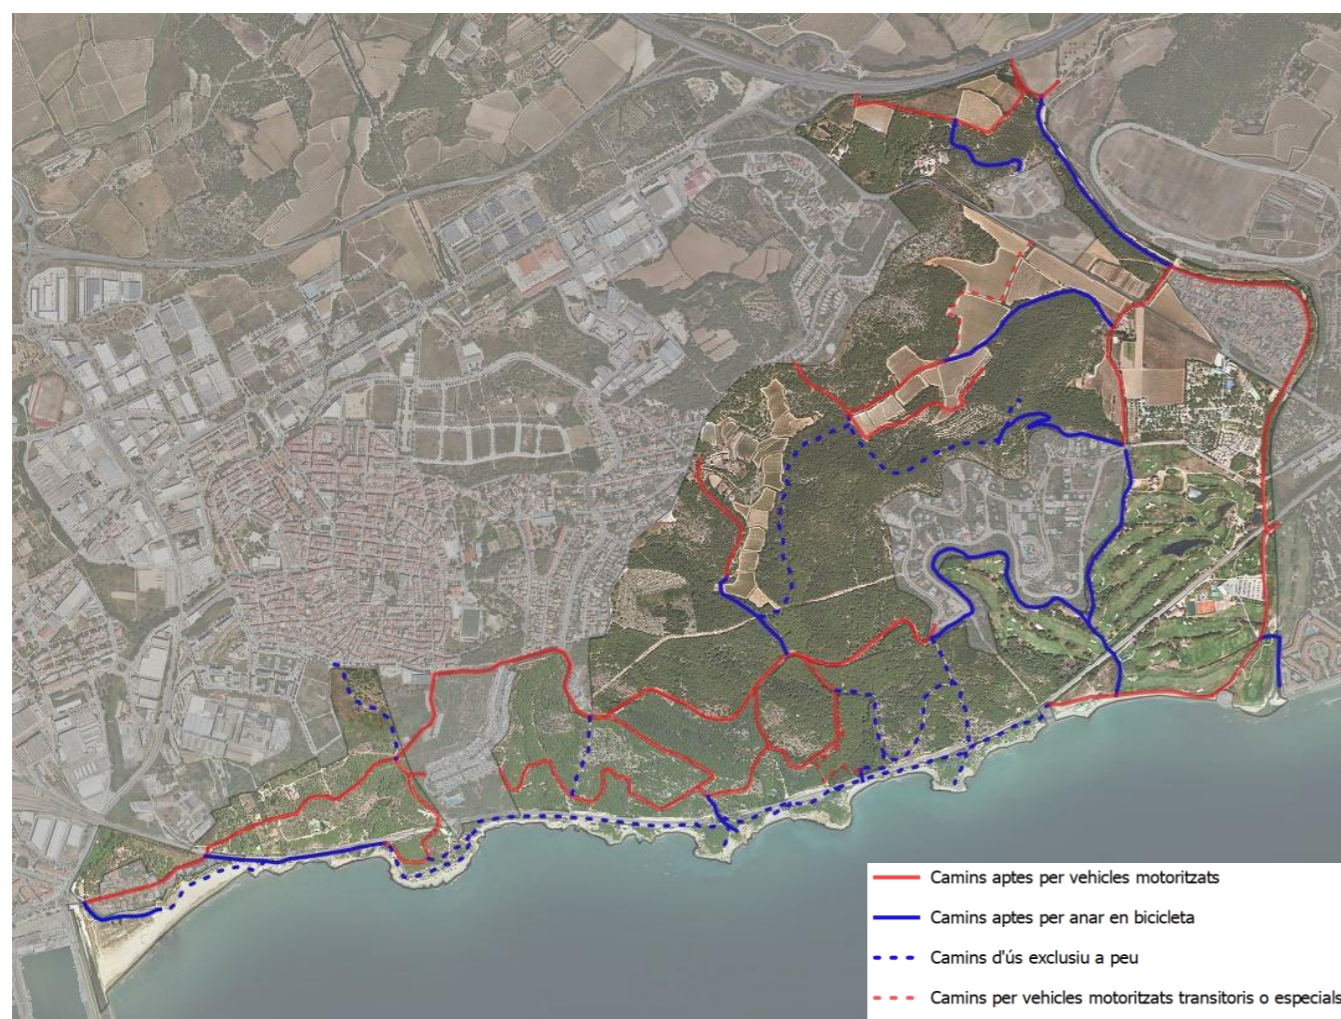 Camins aptes per vehicles motoritzats
Camins aptes per anar en bicicleta
Camins d'ús exclusiu a peu
Camins per vehicles motoritzats transitoris o especials